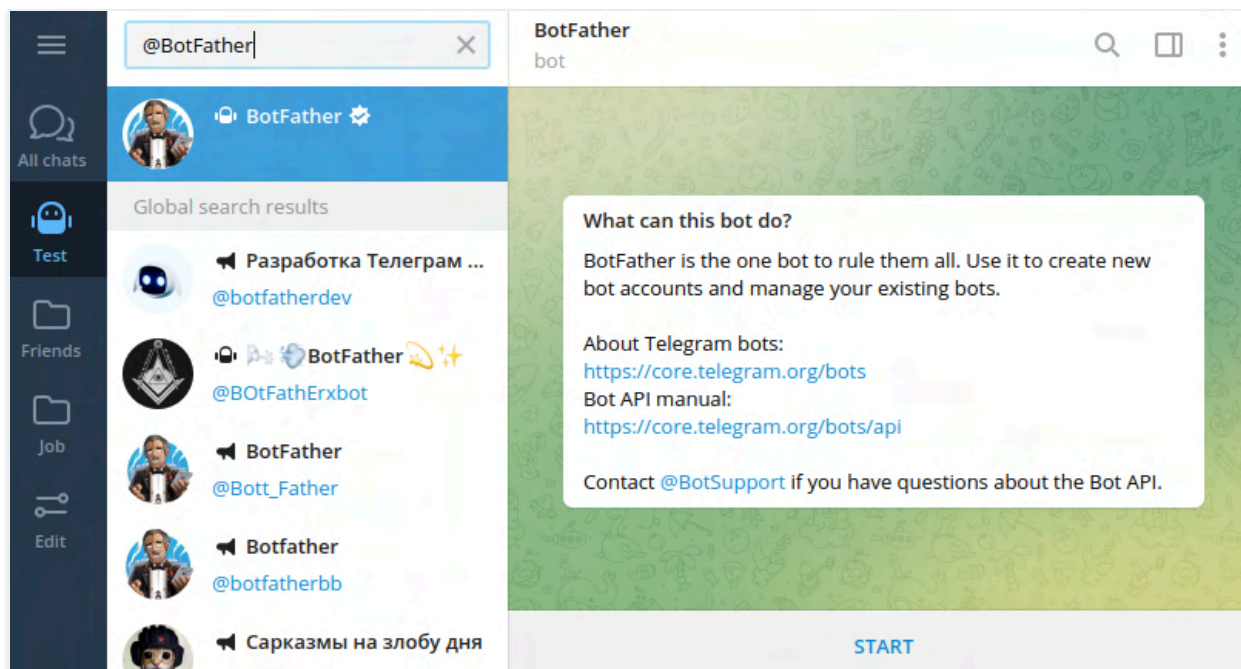 @BotFather
All chats
Test
Friends
Job
Edit
BotFather
Global search results
Разработка Телеграм ...
@botfatherdev
BotFather
@BOtFathErxbot
BotFather
@Bott_Father
Botfather
@botfatherbb
Сарказмы на злобу дня
BotFather
bot
What can this bot do?
BotFather is the one bot to rule them all. Use it to create new
bot accounts and manage your existing bots.
About Telegram bots:
https://core.telegram.org/bots
Bot API manual:
https://core.telegram.org/bots/api
Contact @BotSupport if you have questions about the Bot API.
START